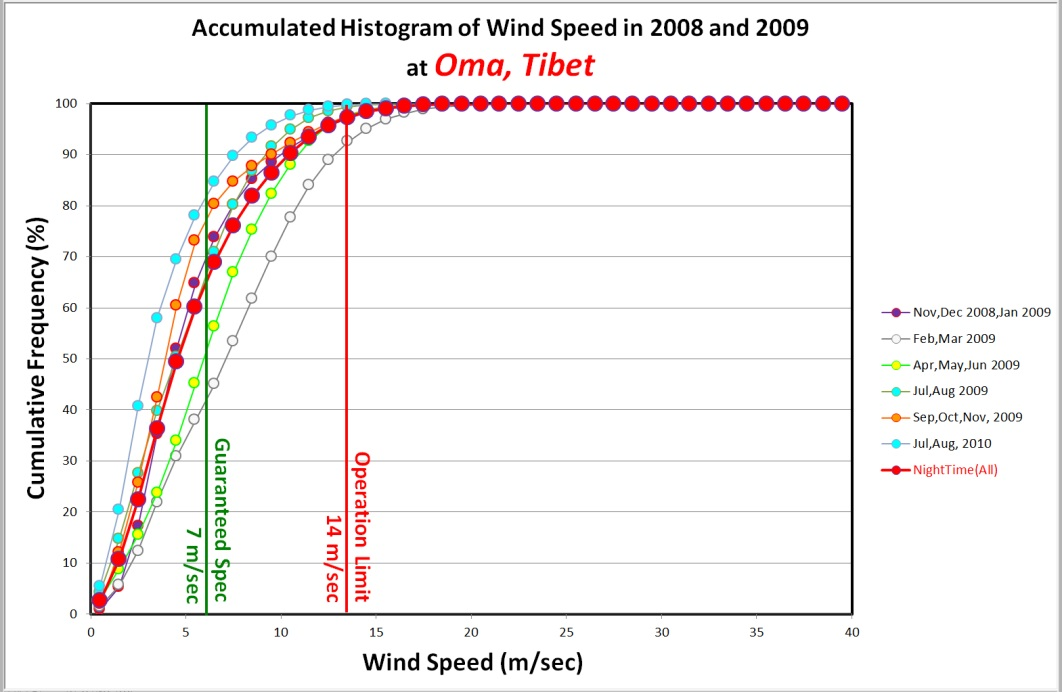 Accumulated Histogram of Wind Speed in 2008 and 2009
at Oma, Tibet
Cumulative Frequency (%)
100
90
80
70
60
50
40
30
20
10
0
Guaranteed Spec
7 m/sec
Operation Limit
14 m/sec
0 5 10 15 20 25 30 35 40
Wind Speed (m/sec)
Nov,Dec 2008,Jan 2009
Feb,Mar 2009
Apr,May,Jun 2009
Jul,Aug 2009
Sep,Oct,Nov, 2009
Jul,Aug, 2010
NightTime(All)